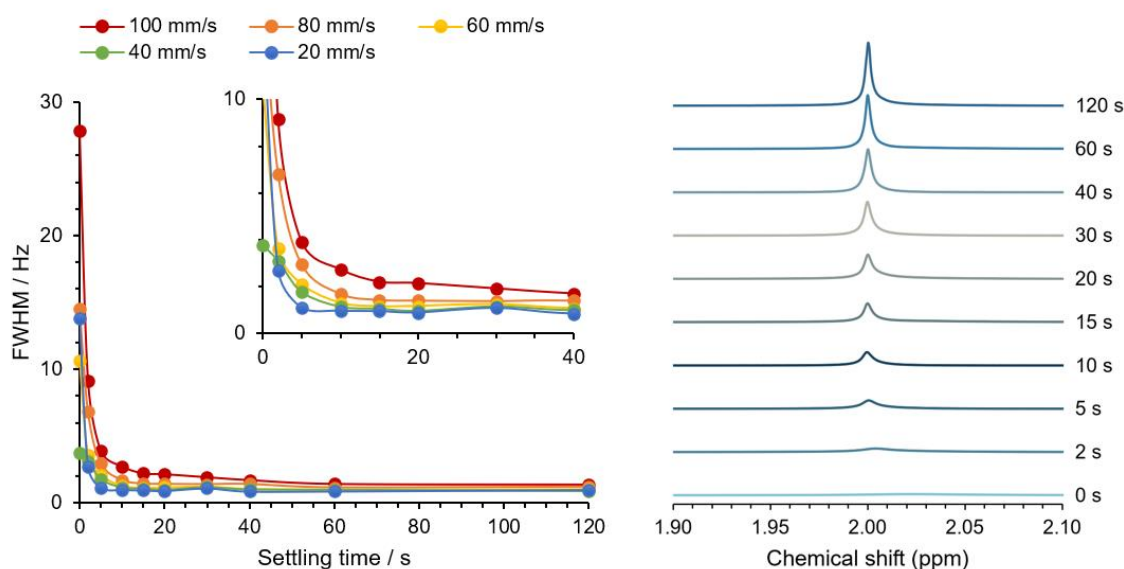 100 mm/s 80 mm/s 60 mm/s
40 mm/s 20 mm/s
30
20
10
0
FWHM / Hz
0 20 40 60 80 100 120
Settling time / s
10
0
0 20 40
120 s
60 s
40 s
30 s
20 s
15 s
10 s
5 s
2 s
0 s
1.90 1.95 2.00 2.05 2.10
Chemical shift (ppm)